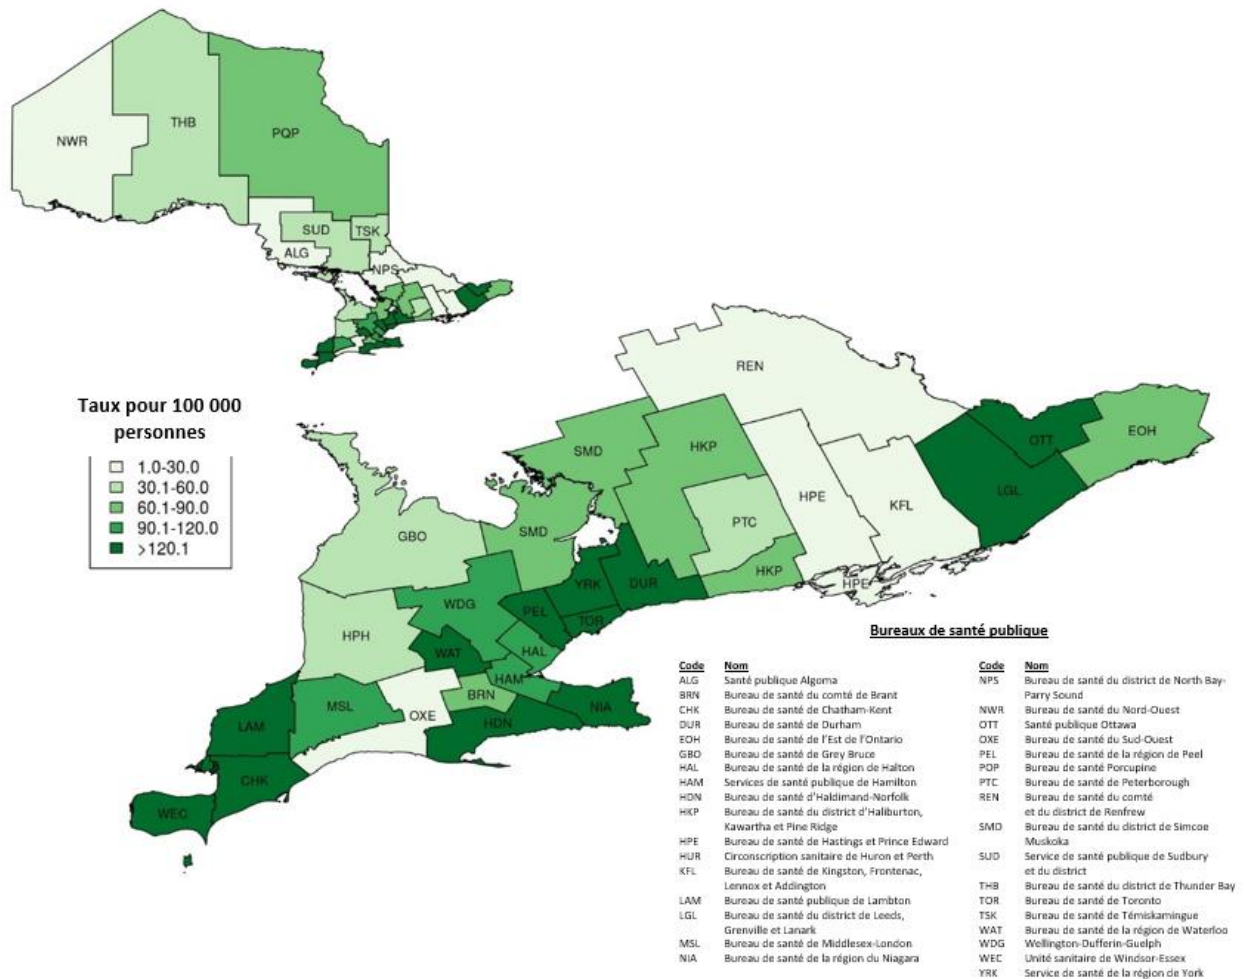 NWR
THB
PQP
SUD
TSK
ALG
NPS
Taux pour 100 000
personnes
1.0-30.0
30.1-60.0
60.1-90.0
90.1-120.0
>120.1
REN
SMD
HKP
OTT
EOH
HPE
KFL
LGL
GBO
SMD
PTC
YRK
DUR
HKP
HPE
WDG
PEL
TOR
HPH
WAT
HAL
HAM
BRN
MSL
OXE
NIA
HDN
LAM
CHK
WEC
Bureaux de santé publique
Code Nom
ALG Santé publique Algoma
BRN Bureau de santé du comté de Brant
CHK Bureau de santé de Chatham-Kent
DUR Bureau de santé de Durham
EOH Bureau de santé de l'Est de l'Ontario
GBO Bureau de santé de Grey Bruce
HAL Bureau de santé de la région de Halton
HAM Services de santé publique de Hamilton
HDN Bureau de santé d'Haldimand-Norfolk
HKP Bureau de santé du district d'Haliburton,
Kawartha et Pine Ridge
HPE Bureau de santé de Hastings et Prince Edward
HUR Circonscription sanitaire de Huron et Perth
KFL Bureau de santé de Kingston, Frontenac,
Lennox et Addington
LAM Bureau de santé publique de Lambton
LGL Bureau de santé du district de Leeds,
Grenville et Lanark
MSL Bureau de santé de Middlesex-London
NIA Bureau de santé de la région du Niagara
Code Nom
NPS Bureau de santé du district de North Bay-
Parry Sound
NWR Bureau de santé du Nord-Ouest
OTT Santé publique Ottawa
OXE Bureau de santé du Sud-Ouest
PEL Bureau de santé de la région de Peel
PQP Bureau de santé Porcupine
PTC Bureau de santé de Peterborough
REN Bureau de santé du comté
et du district de Renfrew
SMD Bureau de santé du district de Simcoe
Muskoka
SUD Service de santé publique de Sudbury
et du district
THB Bureau de santé du district de Thunder Bay
TOR Bureau de santé de Toronto
TSK Bureau de santé de Témiskamingue
WAT Bureau de santé de la région de Waterloo
WDG Wellington-Dufferin-Guelph
WEC Unité sanitaire de Windsor-Essex
YRK Service de santé de la région de York